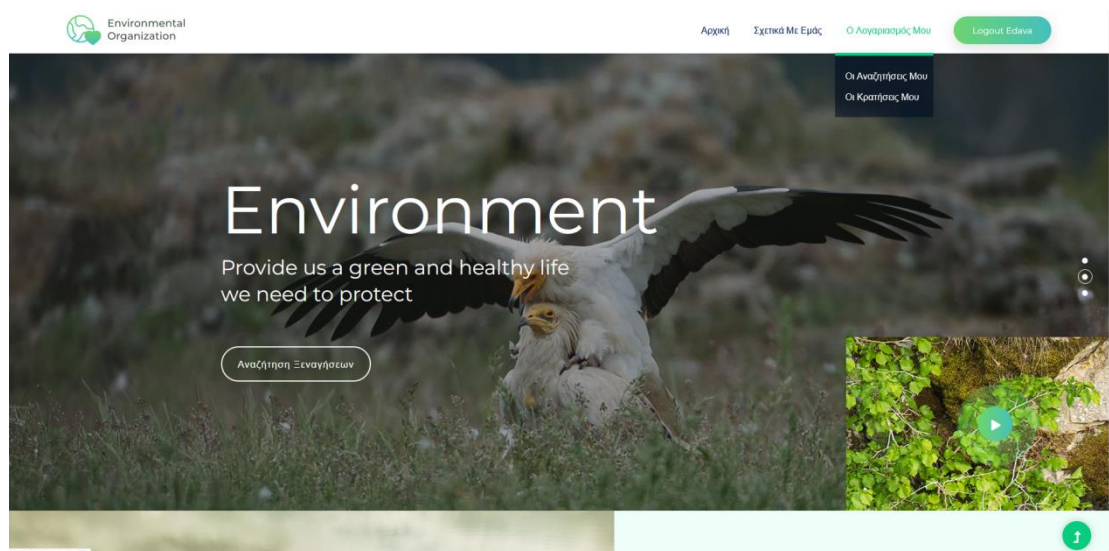 Environmental
Organization
Αρχική
Σχετικά Με Εμάς
Ο Λογαριασμός Μου
Logout Edava
Οι Αναζητήσεις Μου
Οι Κρατήσεις Μου
Environment
Provide us a green and healthy life
we need to protect
Αναζήτηση Ξεναγήσεων